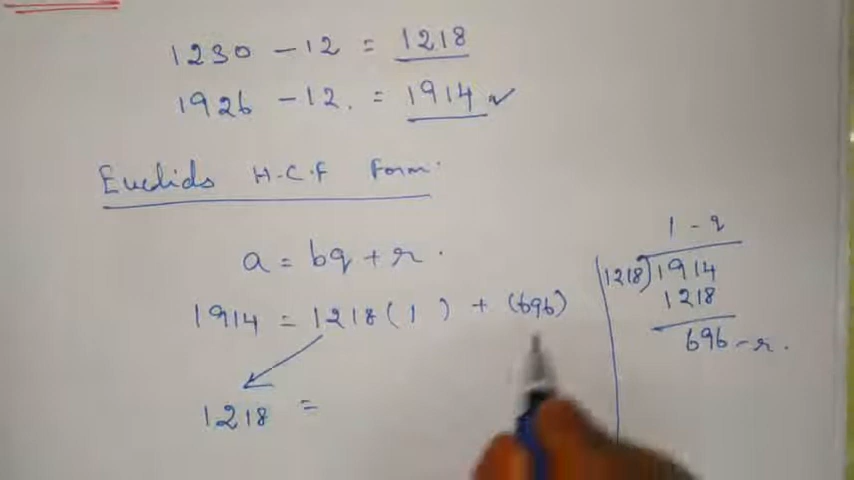 1230 - 12 = 1218
1926 - 12. = 1914 ✓
Euclids H.C.F Form.
a = bq + r.
1914 = 1218 ( 1 ) + (696)
1218 =
1 - q
1218)1914
1218
696 - r.